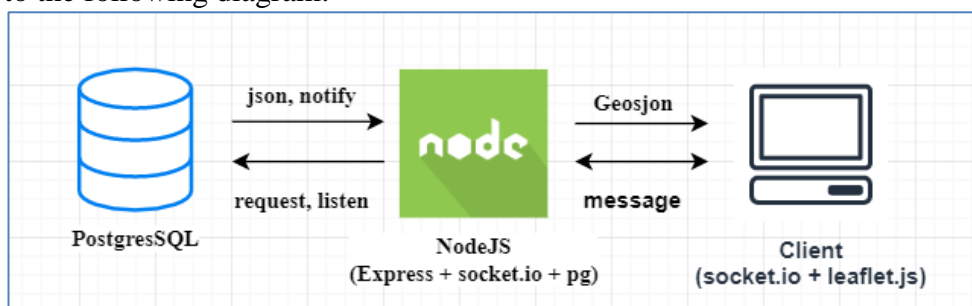 to the following diagram.
json, notify
request, listen
PostgresSQL
node
NodeJS
(Express + socket.io + pg)
Geosjon
message
Client
(socket.io + leaflet.js)